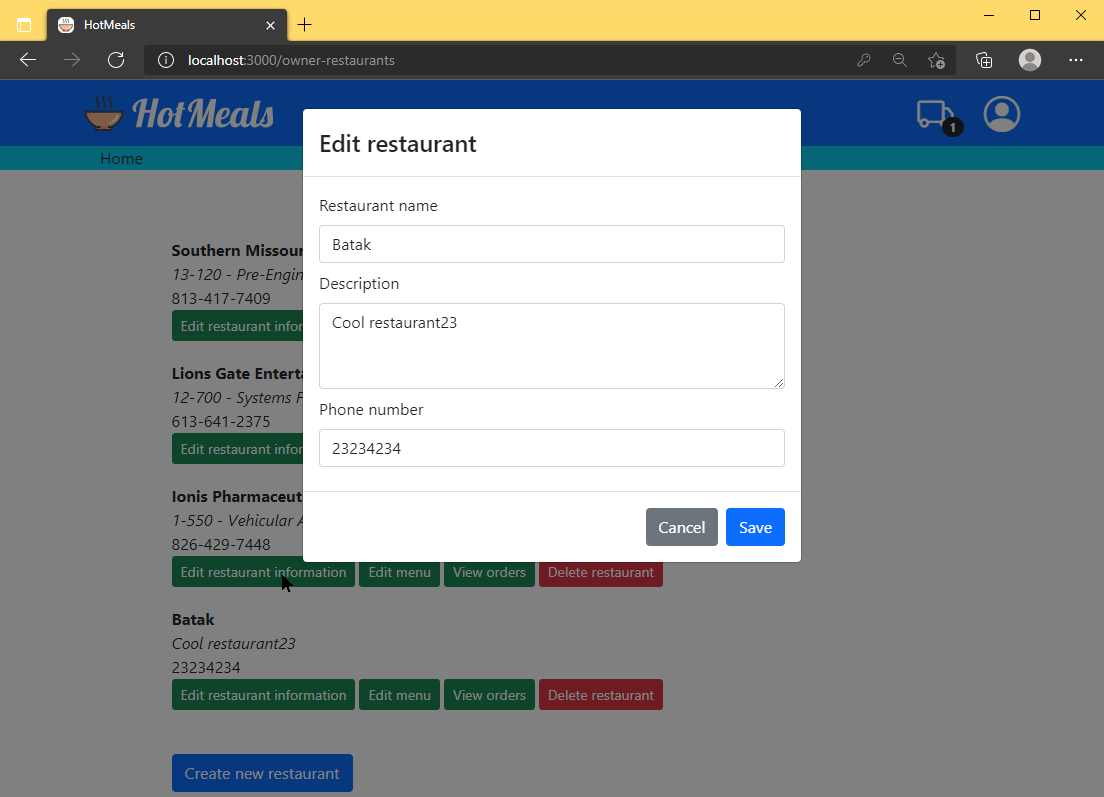 HotMeals
localhost:3000/owner-restaurants
HotMeals
1
Home
Edit restaurant
Restaurant name
Batak
Description
Cool restaurant23
Phone number
23234234
Cancel Save
Southern Missour
13-120 - Pre-Engin
813-417-7409
Edit restaurant infor
Lions Gate Enterta
12-700 - Systems F
613-641-2375
Edit restaurant infor
Ionis Pharmaceut
1-550 - Vehicular A
826-429-7448
Edit restaurant information Edit menu View orders Delete restaurant
Batak
Cool restaurant23
23234234
Edit restaurant information Edit menu View orders Delete restaurant
Create new restaurant